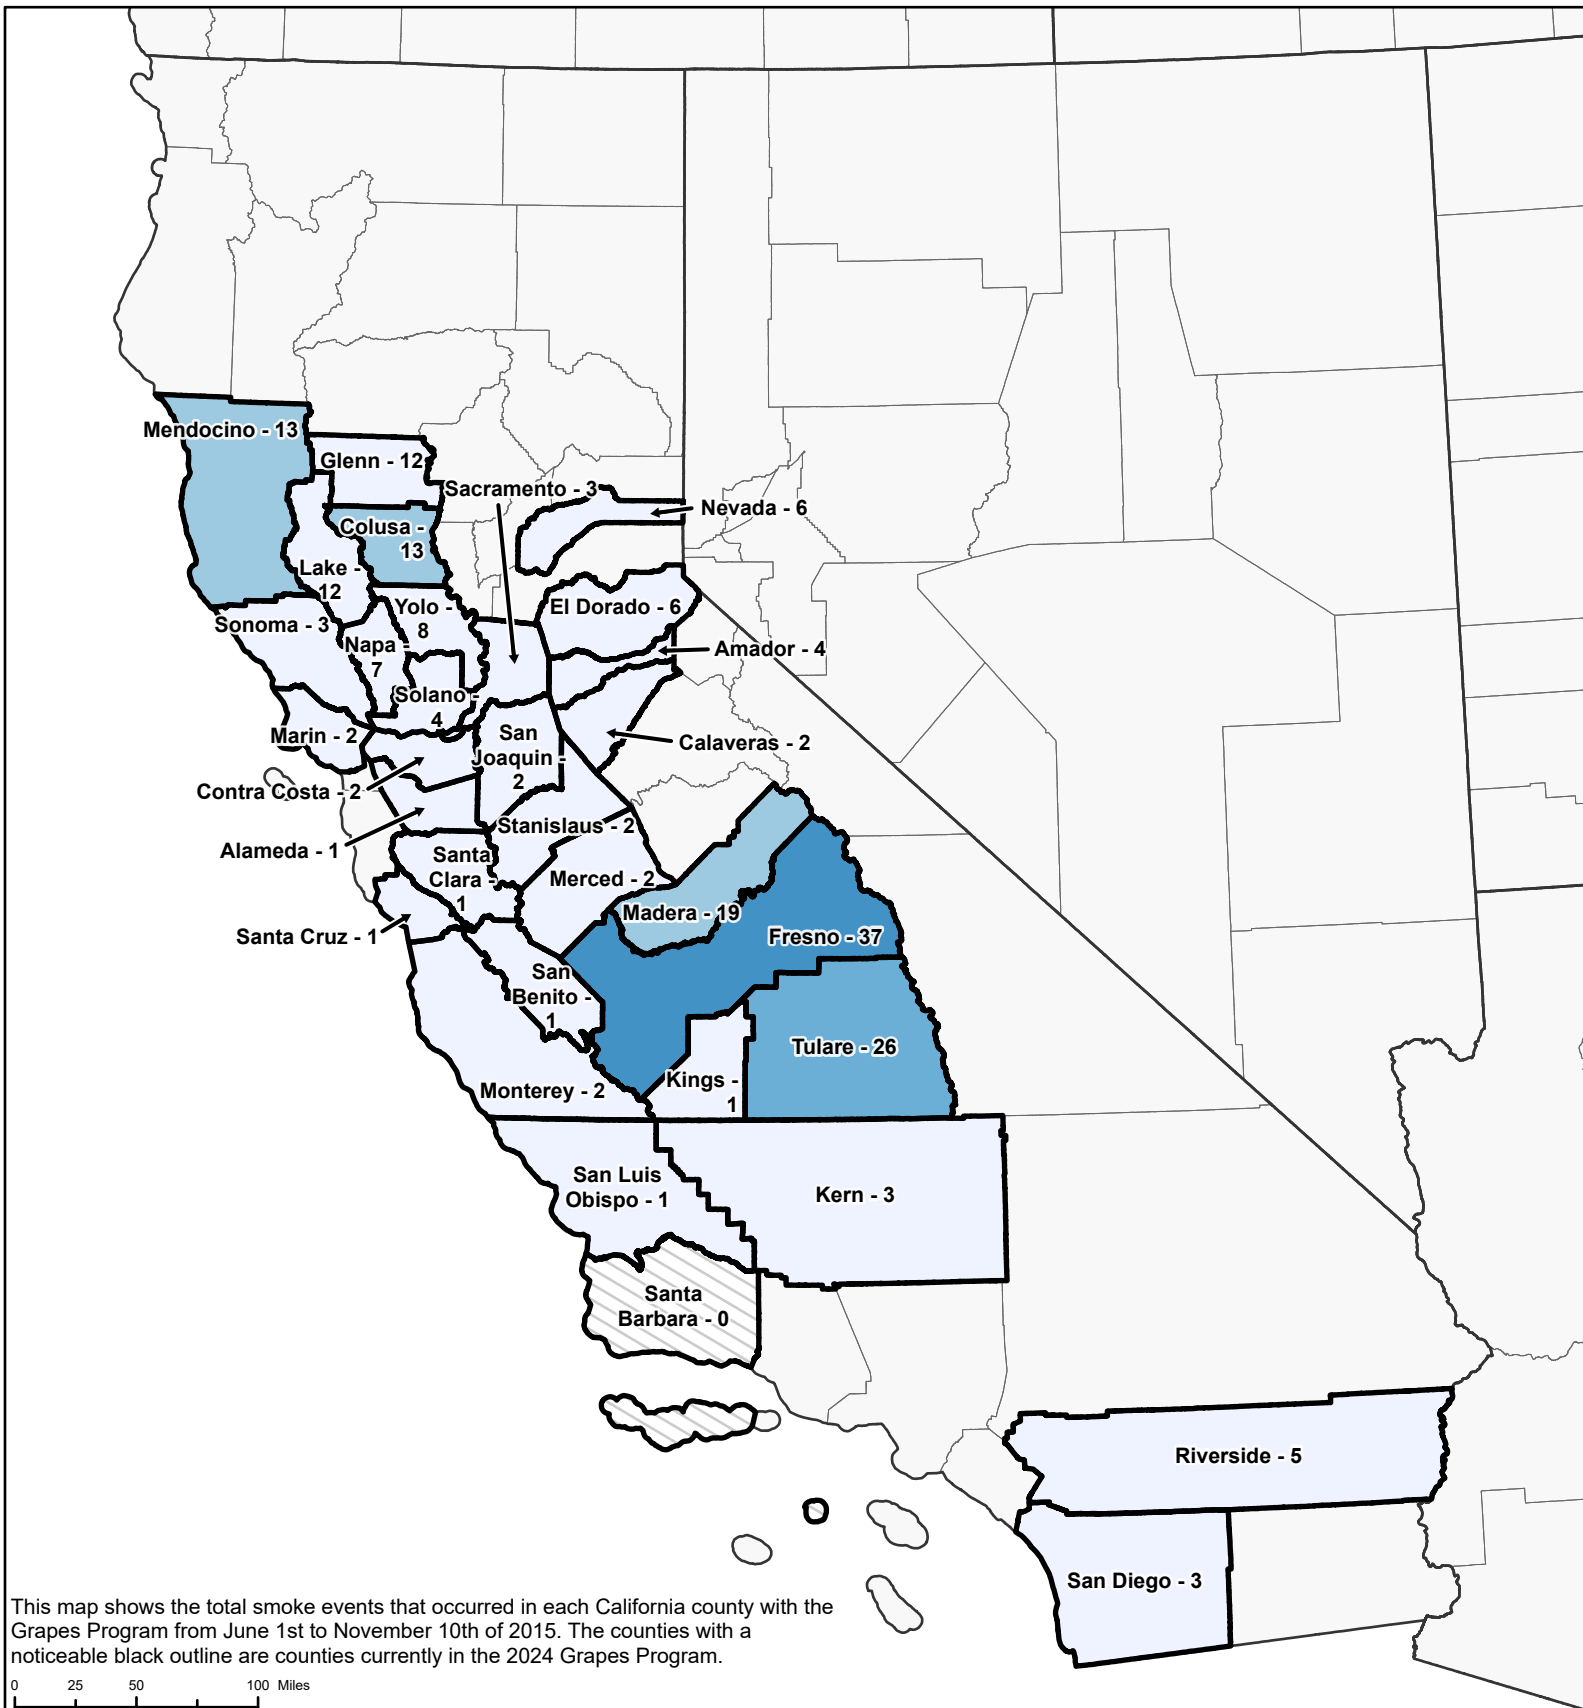 Mendocino - 13
Glenn - 12
Sacramento - 3
Nevada - 6
Colusa -
13
Lake -
12
Yolo -
8
El Dorado - 6
Sonoma - 3
Napa -
7
Amador - 4
Solano -
4
Marin - 2
San
Joaquin -
2
Calaveras - 2
Contra Costa - 2
Stanislaus - 2
Alameda - 1
Santa
Clara -
1
Merced - 2
Madera - 19
Santa Cruz - 1
Fresno - 37
San
Benito -
1
Tulare - 26
Monterey - 2
Kings -
1
San Luis
Obispo - 1
Kern - 3
Santa
Barbara - 0
Riverside - 5
San Diego - 3
This map shows the total smoke events that occurred in each California county with the
Grapes Program from June 1st to November 10th of 2015. The counties with a
noticeable black outline are counties currently in the 2024 Grapes Program.
0 25 50 100 Miles